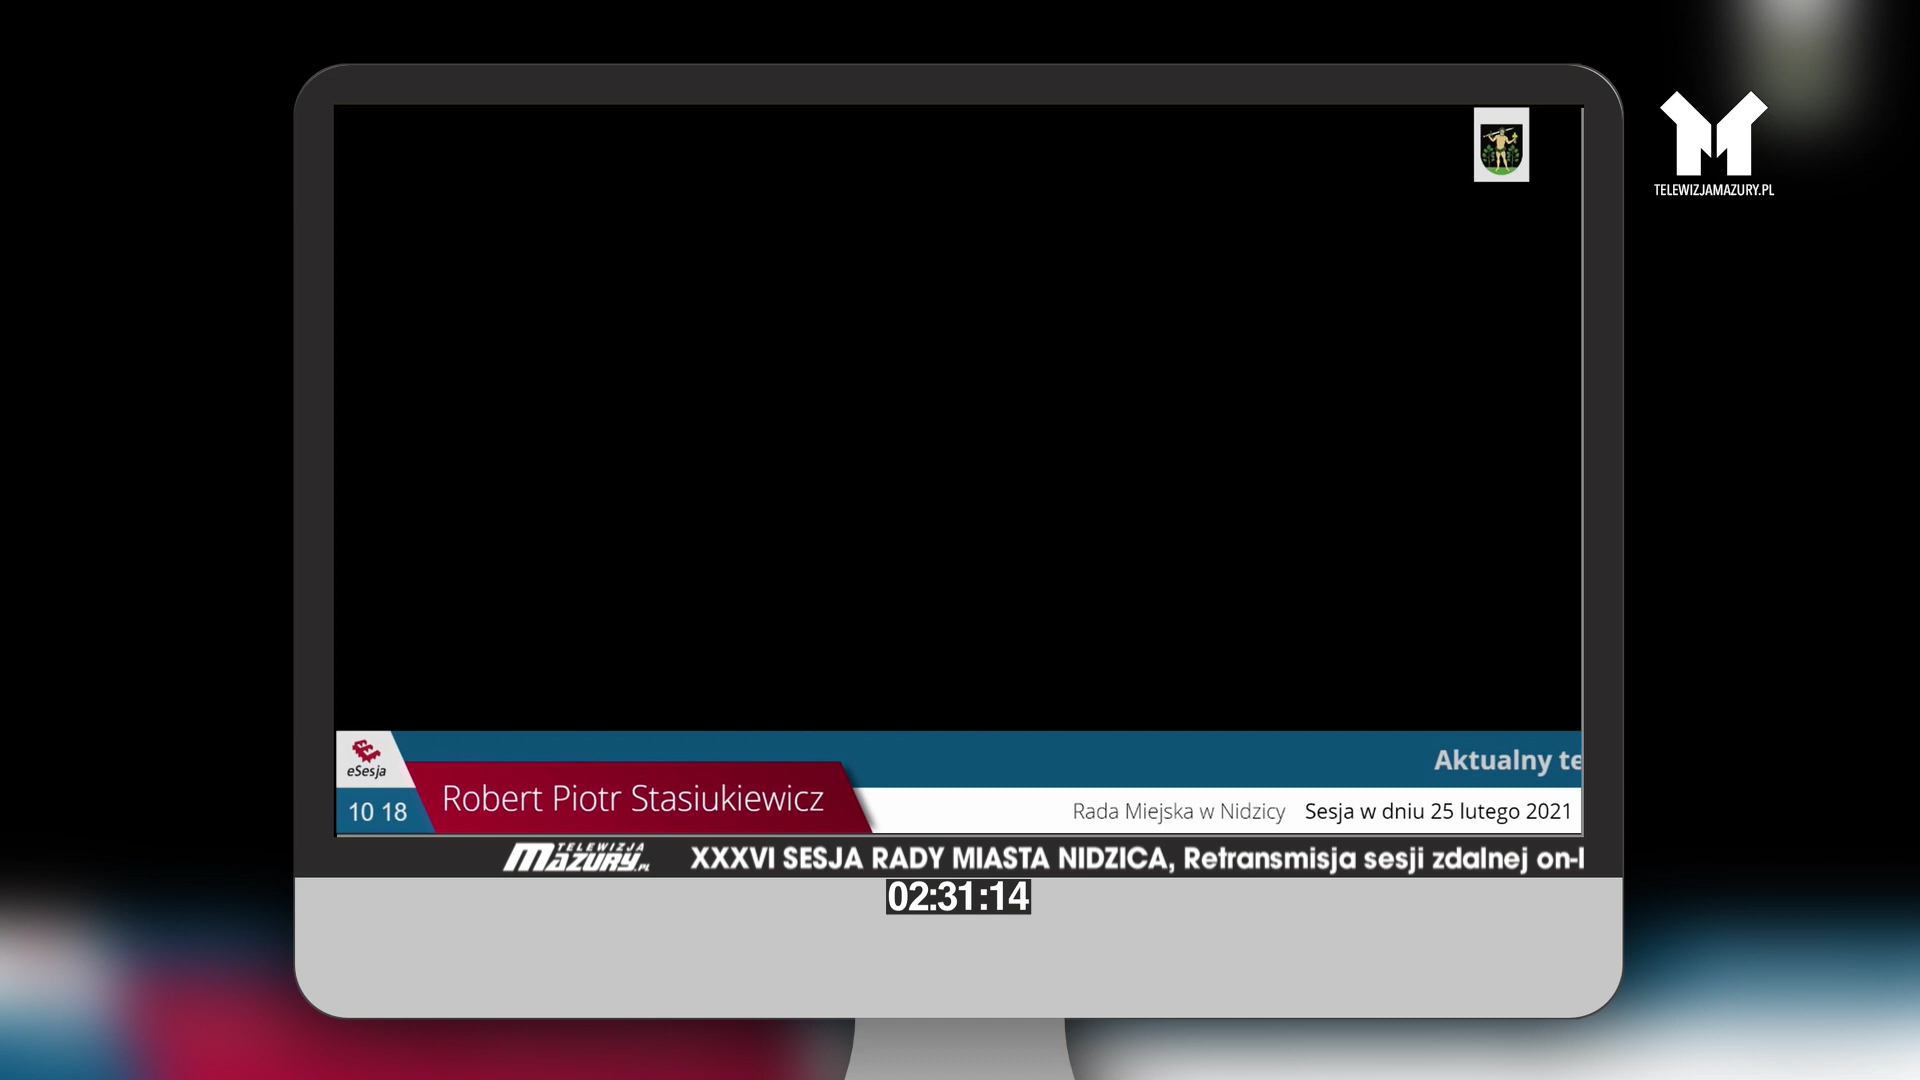 TELEWIZJAMAZURY.PL
Aktualny te
eSesja
Robert Piotr Stasiukiewicz
10 18
Rada Miejska w Nidzicy Sesja w dniu 25 lutego 2021
TELEWIZJA
MAZURY.PL
XXXVI SESJA RADY MIASTA NIDZICA, Retransmisja sesji zdalnej on-l
02:31:14